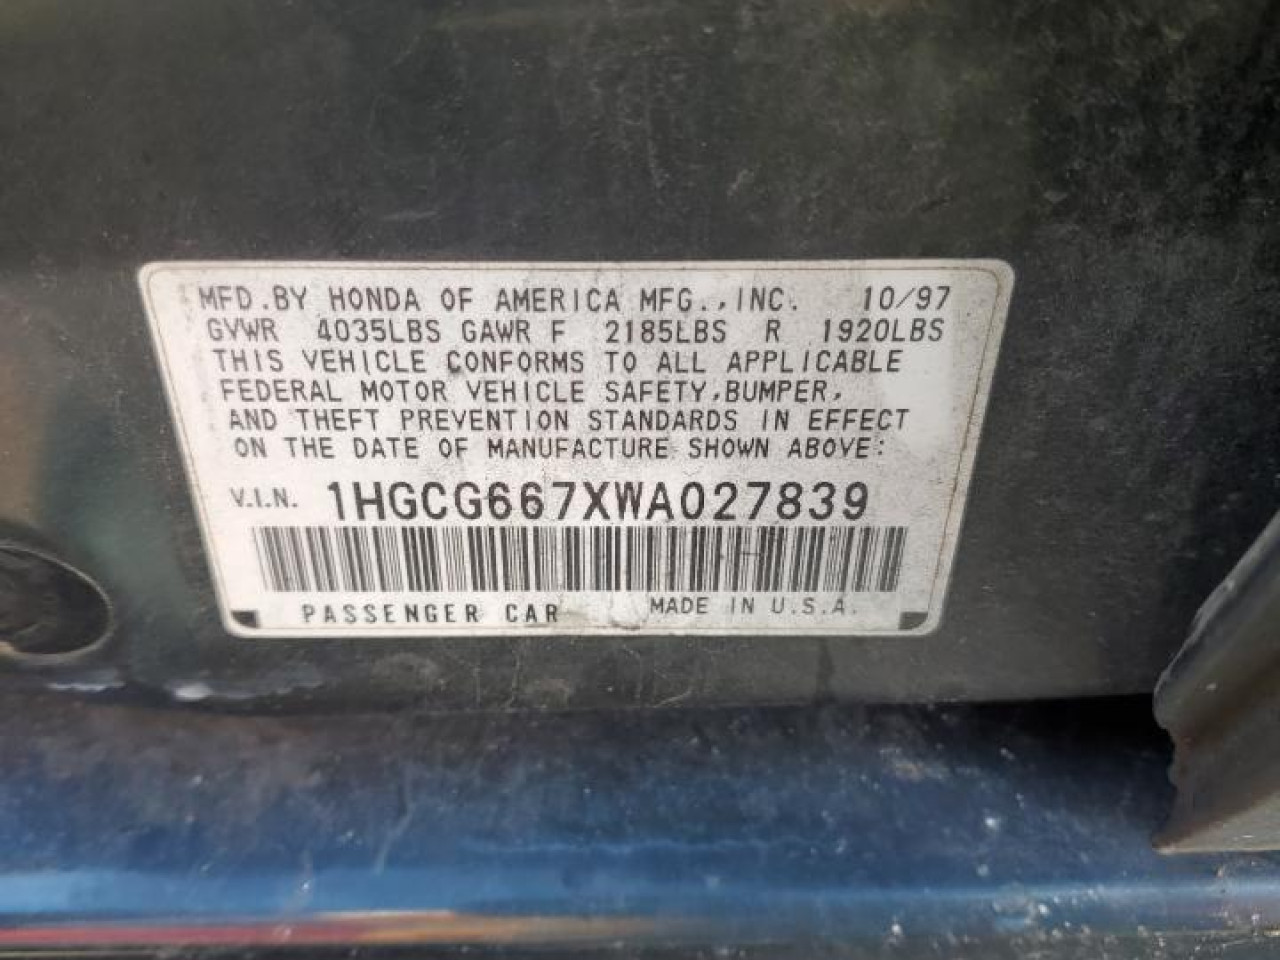 MFD.BY HONDA OF AMERICA MFG.,INC. 10/97
GVWR 4035LBS GAWR F 2185LBS R 1920LBS
THIS VEHICLE CONFORMS TO ALL APPLICABLE
FEDERAL MOTOR VEHICLE SAFETY,BUMPER,
AND THEFT PREVENTION STANDARDS IN EFFECT
ON THE DATE OF MANUFACTURE SHOWN ABOVE:
V.I.N. 1HGCG667XWA027839
PASSENGER CAR MADE IN U.S.A.